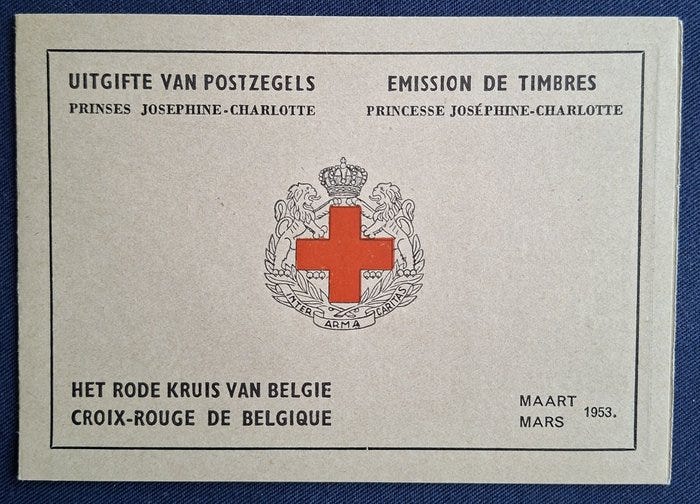 UITGIFTE VAN POSTZEGELS
PRINSES JOSEPHINE-CHARLOTTE
EMISSION DE TIMBRES
PRINCESSE JOSÉPHINE-CHARLOTTE
INTER ARMA CARITAS
HET RODE KRUIS VAN BELGIE
CROIX-ROUGE DE BELGIQUE
MAART
MARS
1953.